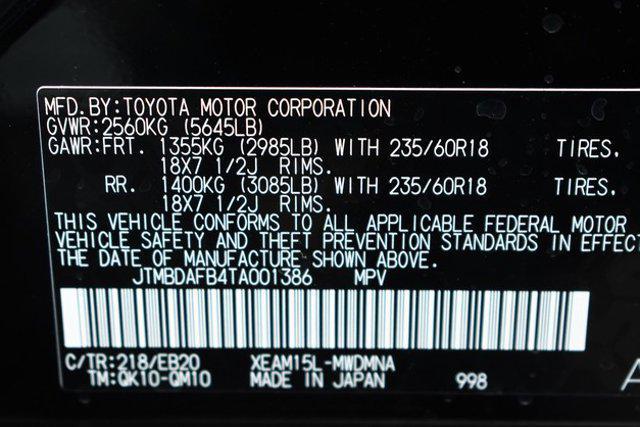 MFD.BY:TOYOTA MOTOR CORPORATION
GVWR:2560KG (5645LB)
GAWR:FRT. 1355KG (2985LB) WITH 235/60R18 TIRES,
18X7 1/2J RIMS.
RR. 1400KG (3085LB) WITH 235/60R18 TIRES,
18X7 1/2J RIMS.
THIS VEHICLE CONFORMS TO ALL APPLICABLE FEDERAL MOTOR
VEHICLE SAFETY AND THEFT PREVENTION STANDARDS IN EFFECT
THE DATE OF MANUFACTURE SHOWN ABOVE.
JTMBDAFB4TA001386 MPV
C/TR:218/EB20 XEAM15L-MWDMNA
TM:QK10-QM10 MADE IN JAPAN 998